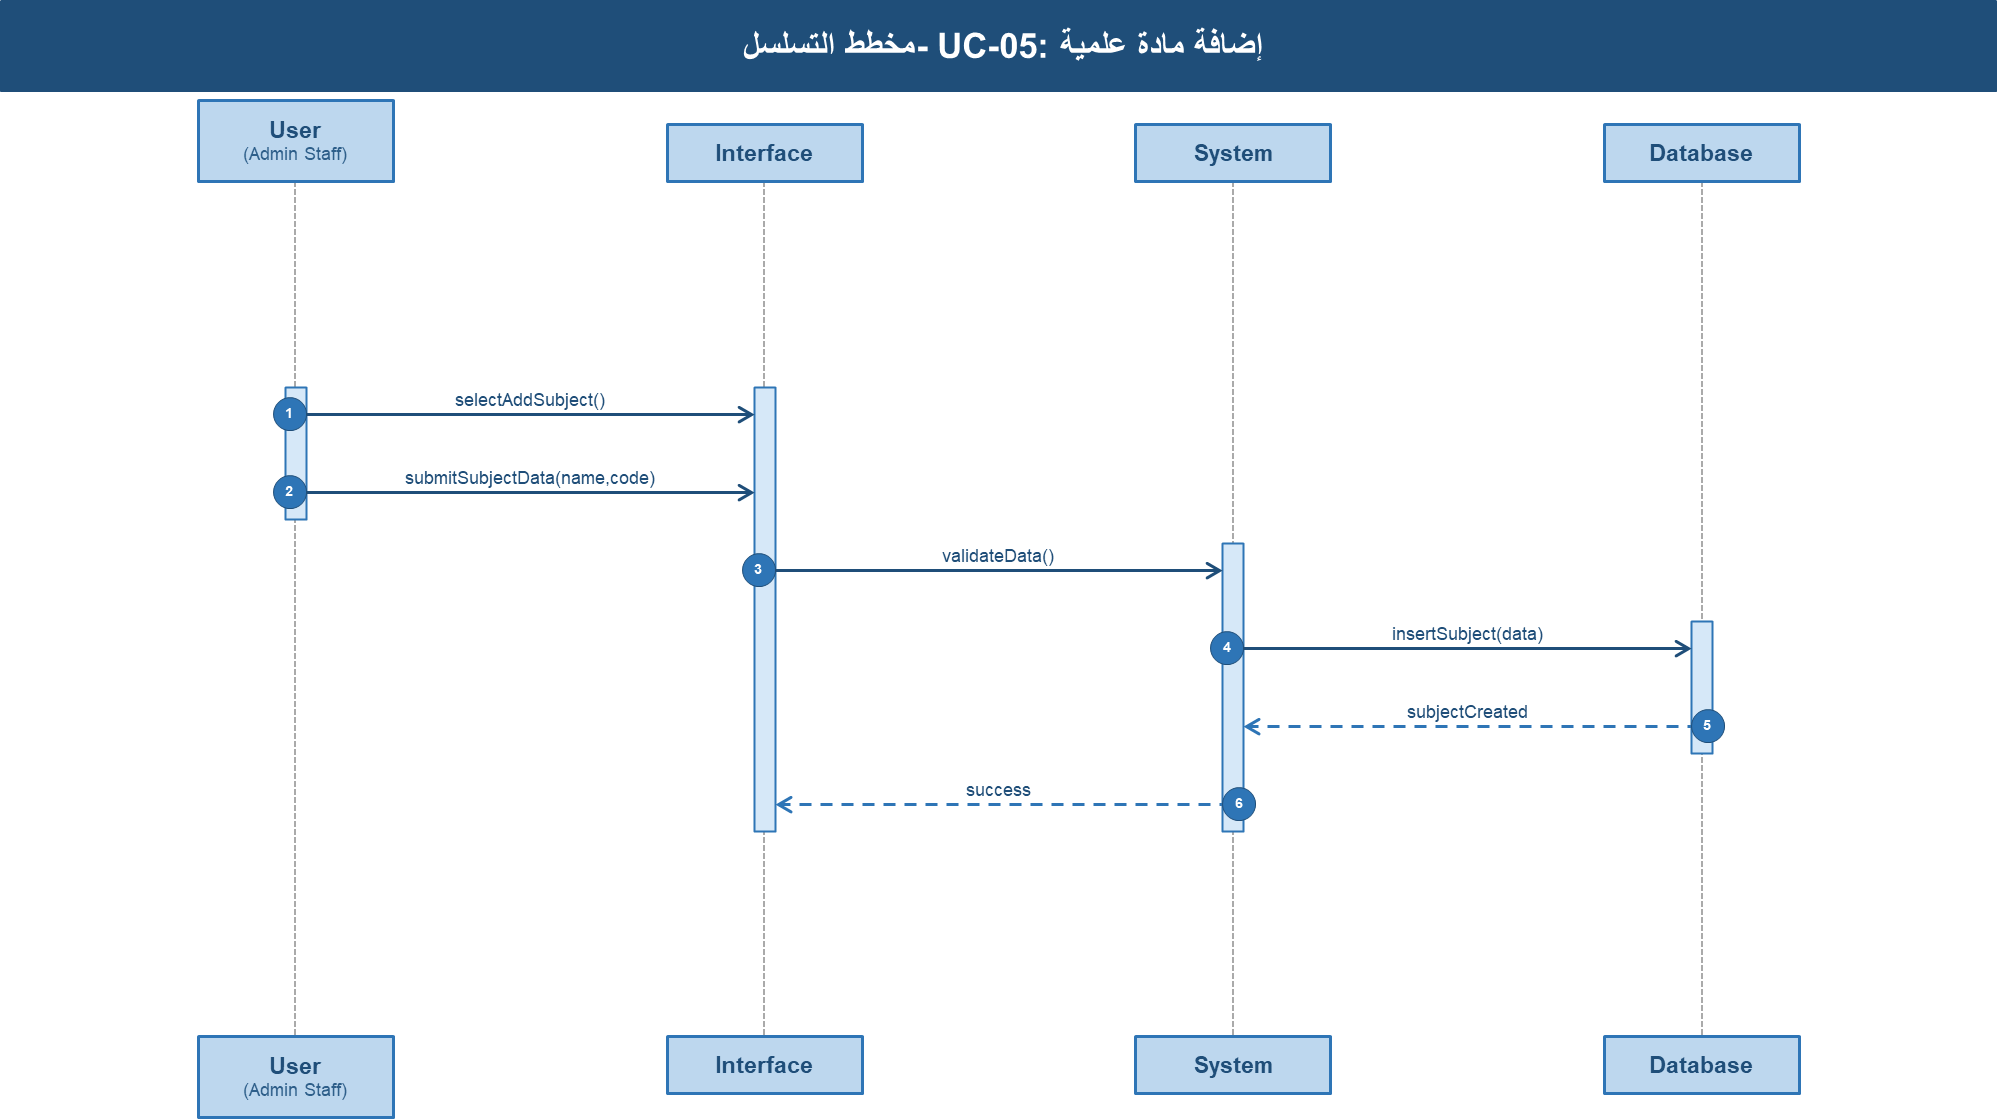 مخطط التسلسل - UC-05: إضافة مادة علمية
User
(Admin Staff)
Interface
System
Database
1
selectAddSubject()
2
submitSubjectData(name,code)
3
validateData()
4
insertSubject(data)
subjectCreated
5
success
6
User
(Admin Staff)
Interface
System
Database